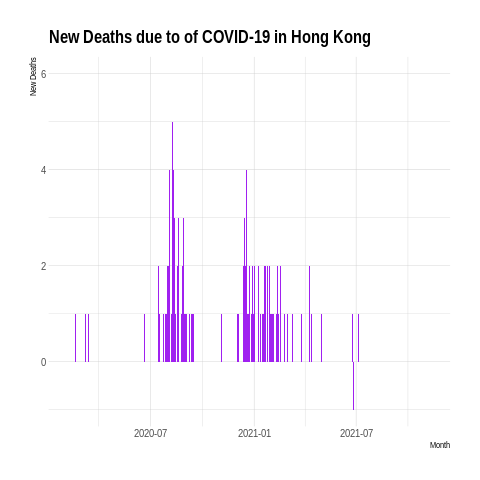 New Deaths due to of COVID-19 in Hong Kong
New Deaths
6
4
2
0
2020-07
2021-01
2021-07
Month